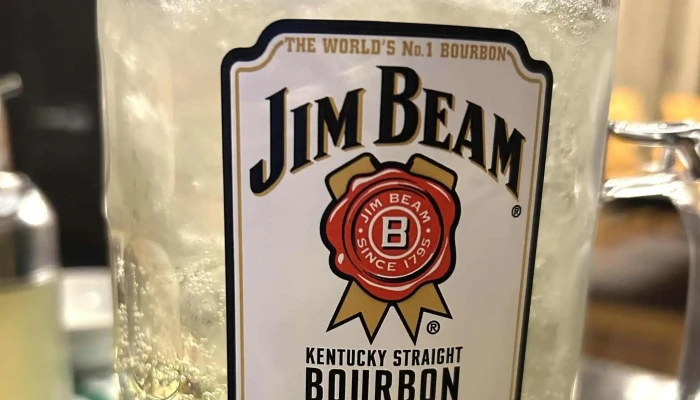 THE WORLD'S No.1 BOURBON
JIM BEAM
®
JIM BEAM
B
SINCE 1795
®
KENTUCKY STRAIGHT
BOURBON